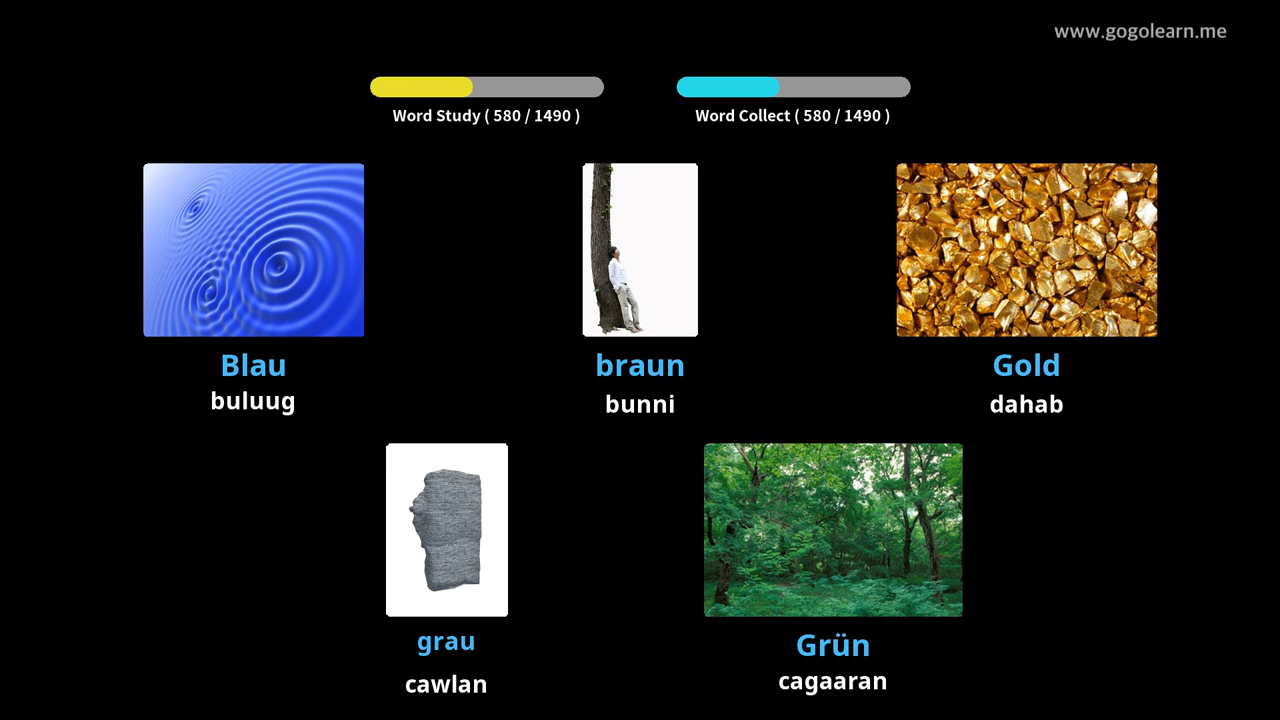 www.gogolearn.me
Word Study ( 580 / 1490 )
Word Collect ( 580 / 1490 )
Blau
buluug
braun
bunni
Gold
dahab
grau
cawlan
Grün
cagaaran